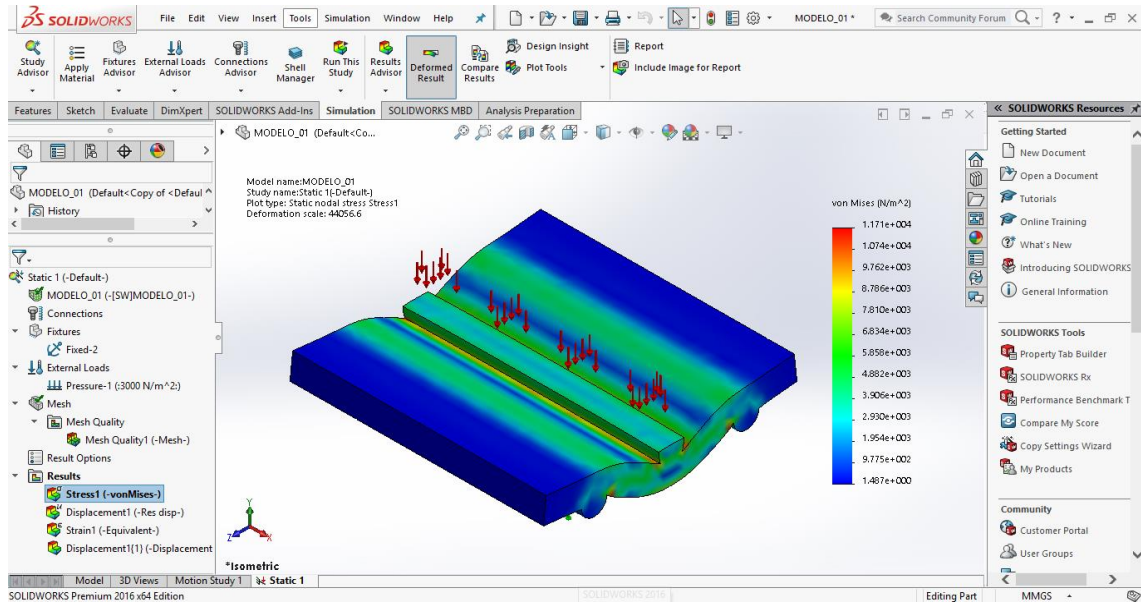 SOLIDWORKS
File Edit View Insert Tools Simulation Window Help
MODELO_01 *
Search Community Forum
Study Advisor
Apply Material
Fixtures Advisor
External Loads Advisor
Connections Advisor
Shell Manager
Run This Study
Results Advisor
Deformed Result
Compare Results
Design Insight
Plot Tools
Report
Include Image for Report
Features Sketch Evaluate DimXpert SOLIDWORKS Add-Ins Simulation SOLIDWORKS MBD Analysis Preparation
MODELO_01 (Default<Copy of <Defaul
History
Static 1 (-Default-)
MODELO_01 (-[SW]MODELO_01-)
Connections
Fixtures
Fixed-2
External Loads
Pressure-1 (:3000 N/m^2:)
Mesh
Mesh Quality
Mesh Quality1 (-Mesh-)
Result Options
Results
Stress1 (-vonMises-)
Displacement1 (-Res disp-)
Strain1 (-Equivalent-)
Displacement1{1} (-Displacement
MODELO_01 (Default<Co...
Model name:MODELO_01
Study name:Static 1(-Default-)
Plot type: Static nodal stress Stress1
Deformation scale: 44056.6
von Mises (N/m^2)
1.171e+004
1.074e+004
9.762e+003
8.786e+003
7.810e+003
6.834e+003
5.858e+003
4.882e+003
3.906e+003
2.930e+003
1.954e+003
9.775e+002
1.487e+000
Y
Z
X
*Isometric
SOLIDWORKS Resources
Getting Started
New Document
Open a Document
Tutorials
Online Training
What's New
Introducing SOLIDWORKS
General Information
SOLIDWORKS Tools
Property Tab Builder
SOLIDWORKS Rx
Performance Benchmark T
Compare My Score
Copy Settings Wizard
My Products
Community
Customer Portal
User Groups
Model 3D Views Motion Study 1 Static 1
SOLIDWORKS Premium 2016 x64 Edition
SOLIDWORKS 2016
Editing Part
MMGS